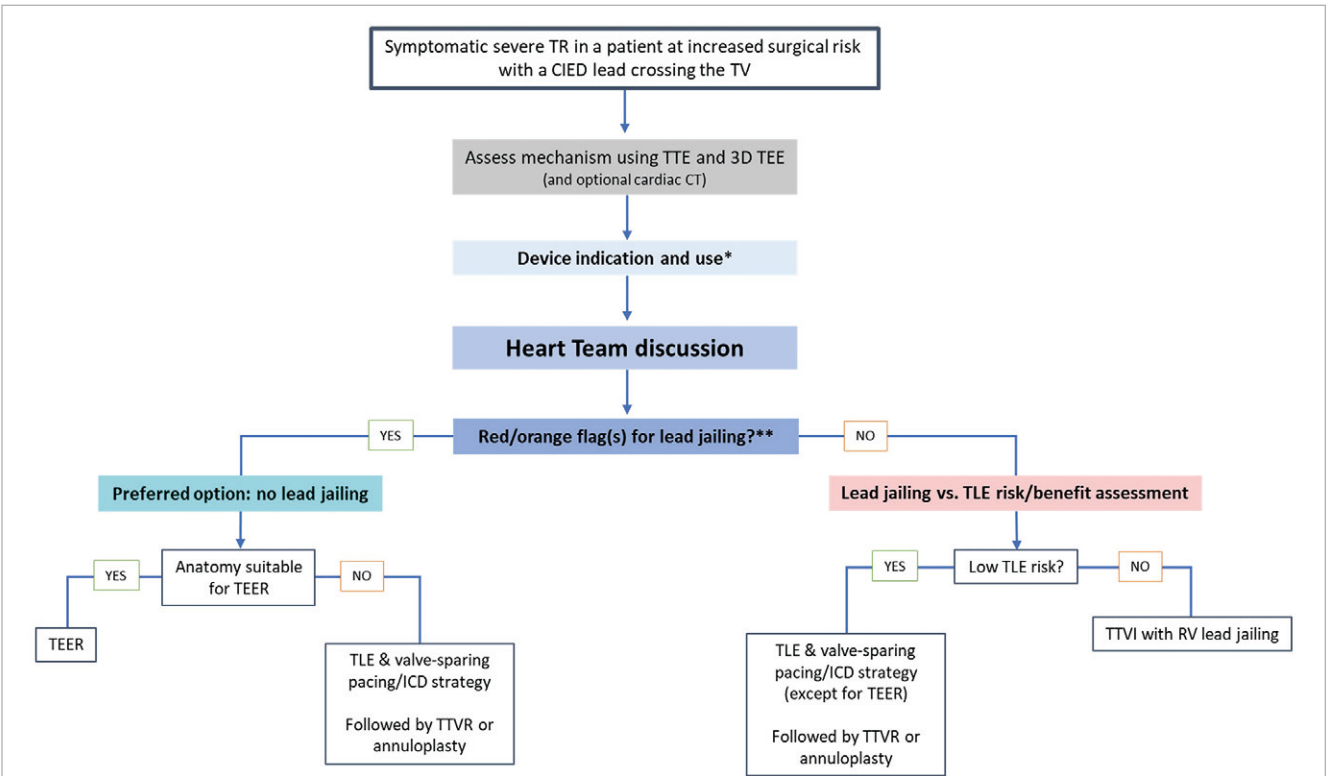 Symptomatic severe TR in a patient at increased surgical risk
with a CIED lead crossing the TV
Assess mechanism using TTE and 3D TEE
(and optional cardiac CT)
Device indication and use*
Heart Team discussion
YES
Red/orange flag(s) for lead jailing?**
NO
Preferred option: no lead jailing
Lead jailing vs. TLE risk/benefit assessment
YES
Anatomy suitable
for TEER
NO
YES
Low TLE risk?
NO
TEER
TLE & valve-sparing
pacing/ICD strategy
Followed by TTVR or
annuloplasty
TLE & valve-sparing
pacing/ICD strategy
(except for TEER)
Followed by TTVR or
annuloplasty
TTVI with RV lead jailing